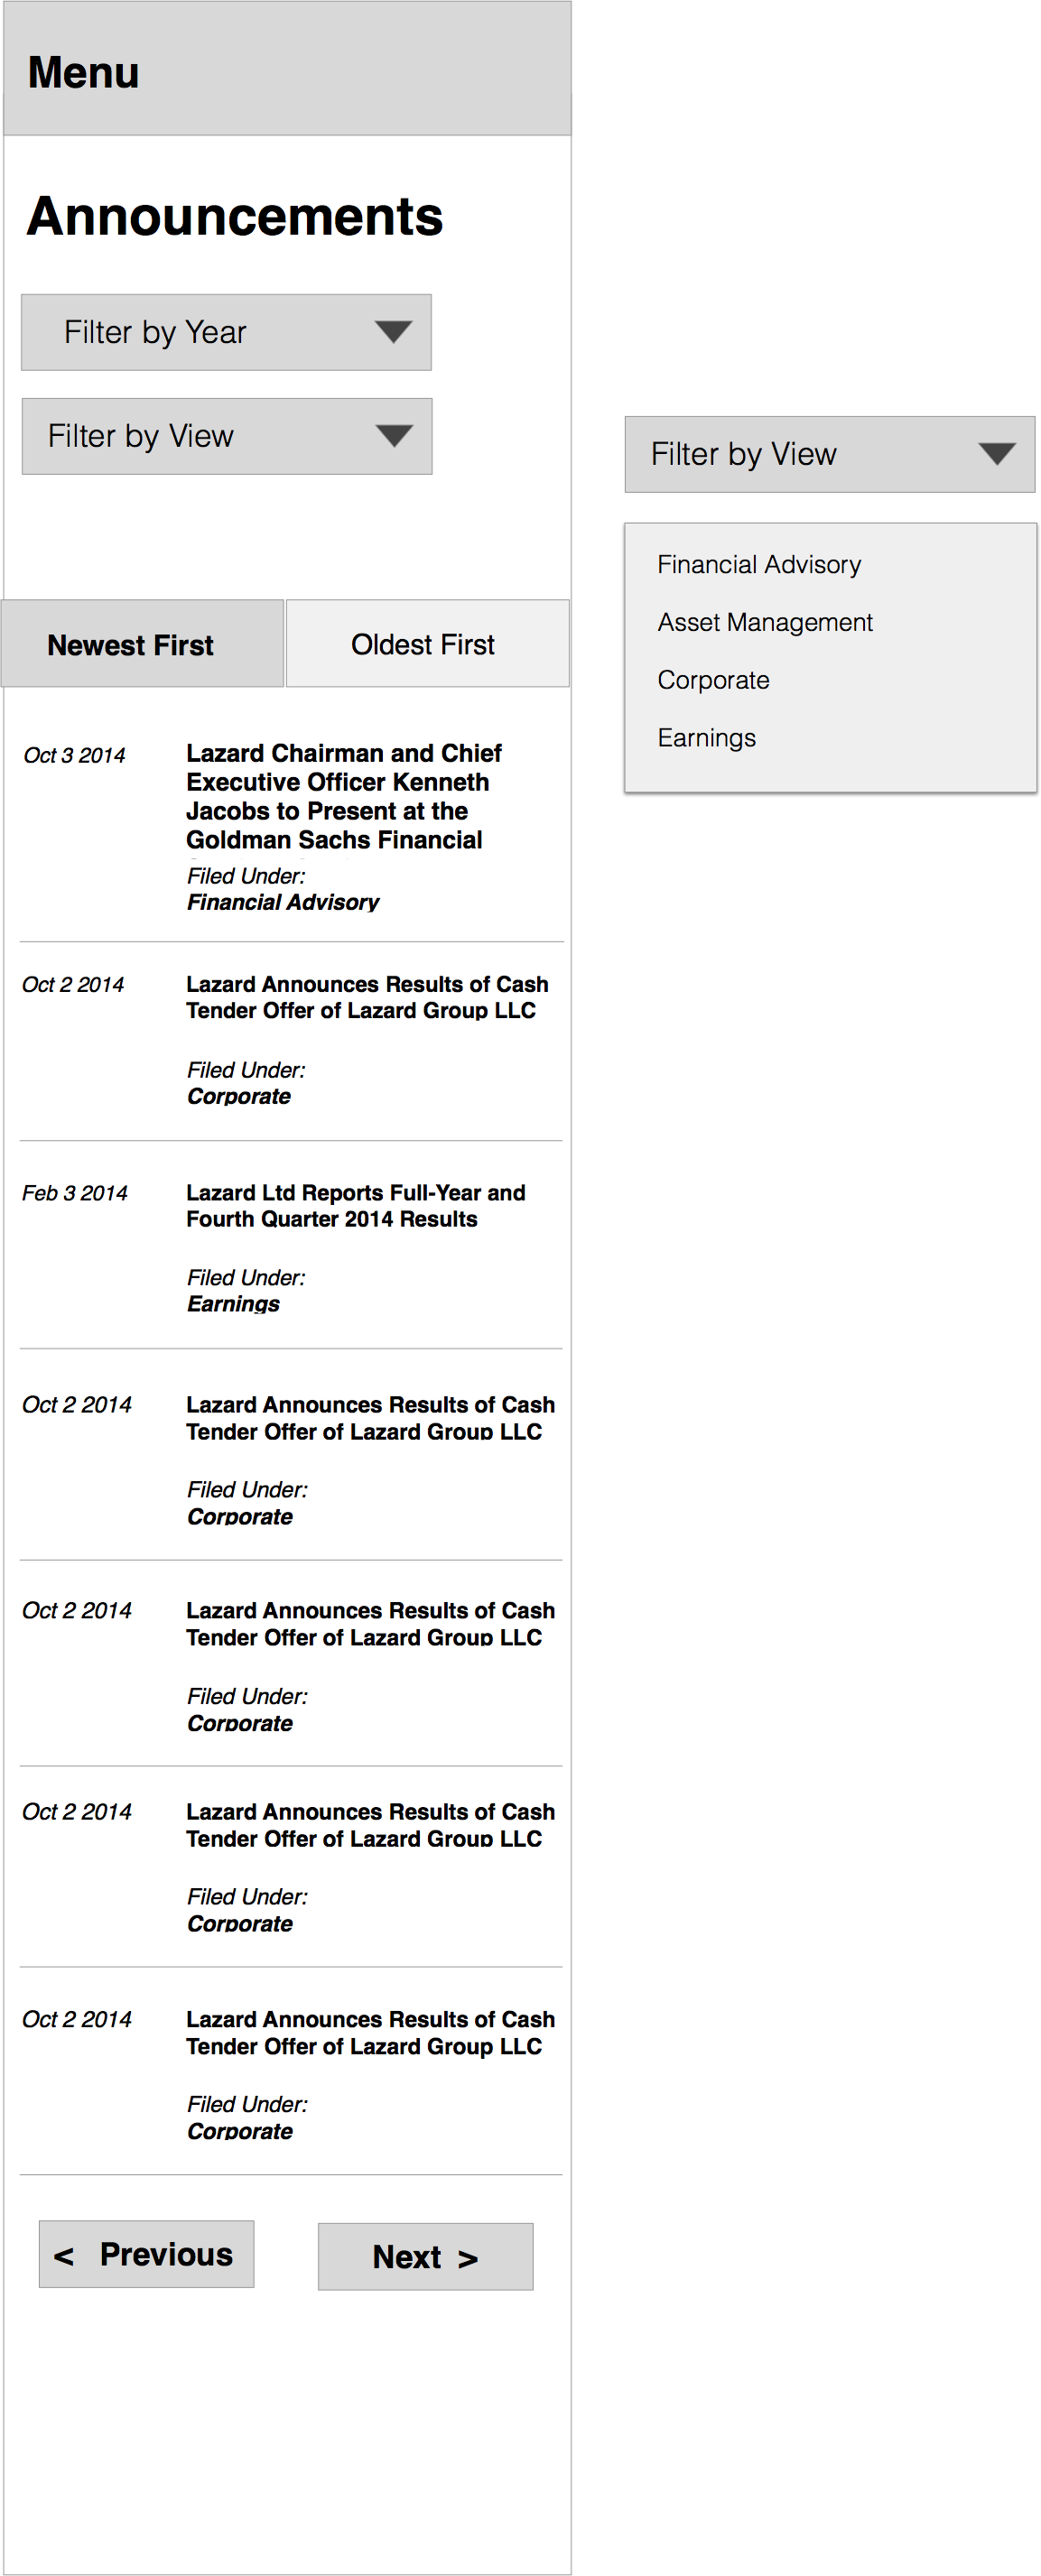 Menu
Announcements
Filter by Year
Filter by View
Newest First
Oldest First
Oct 3 2014
Lazard Chairman and Chief
Executive Officer Kenneth
Jacobs to Present at the
Goldman Sachs Financial
Filed Under:
Financial Advisory
Oct 2 2014
Lazard Announces Results of Cash
Tender Offer of Lazard Group LLC
Filed Under:
Corporate
Feb 3 2014
Lazard Ltd Reports Full-Year and
Fourth Quarter 2014 Results
Filed Under:
Earnings
Oct 2 2014
Lazard Announces Results of Cash
Tender Offer of Lazard Group LLC
Filed Under:
Corporate
Oct 2 2014
Lazard Announces Results of Cash
Tender Offer of Lazard Group LLC
Filed Under:
Corporate
Oct 2 2014
Lazard Announces Results of Cash
Tender Offer of Lazard Group LLC
Filed Under:
Corporate
Oct 2 2014
Lazard Announces Results of Cash
Tender Offer of Lazard Group LLC
Filed Under:
Corporate
< Previous
Next >
Filter by View
Financial Advisory
Asset Management
Corporate
Earnings